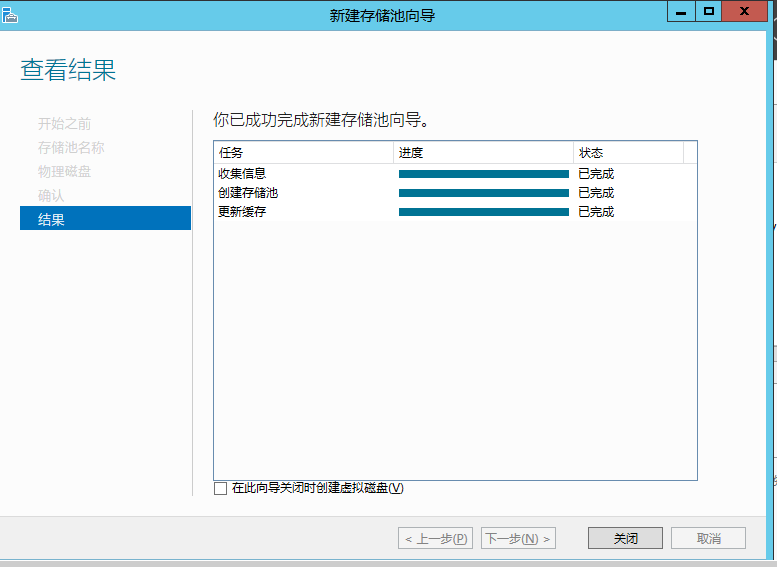 新建存储池向导
查看结果
开始之前
存储池名称
物理磁盘
确认
结果
你已成功完成新建存储池向导。
任务 进度 状态
收集信息 已完成
创建存储池 已完成
更新缓存 已完成
在此向导关闭时创建虚拟磁盘(V)
< 上一步(P) 下一步(N) > 关闭 取消